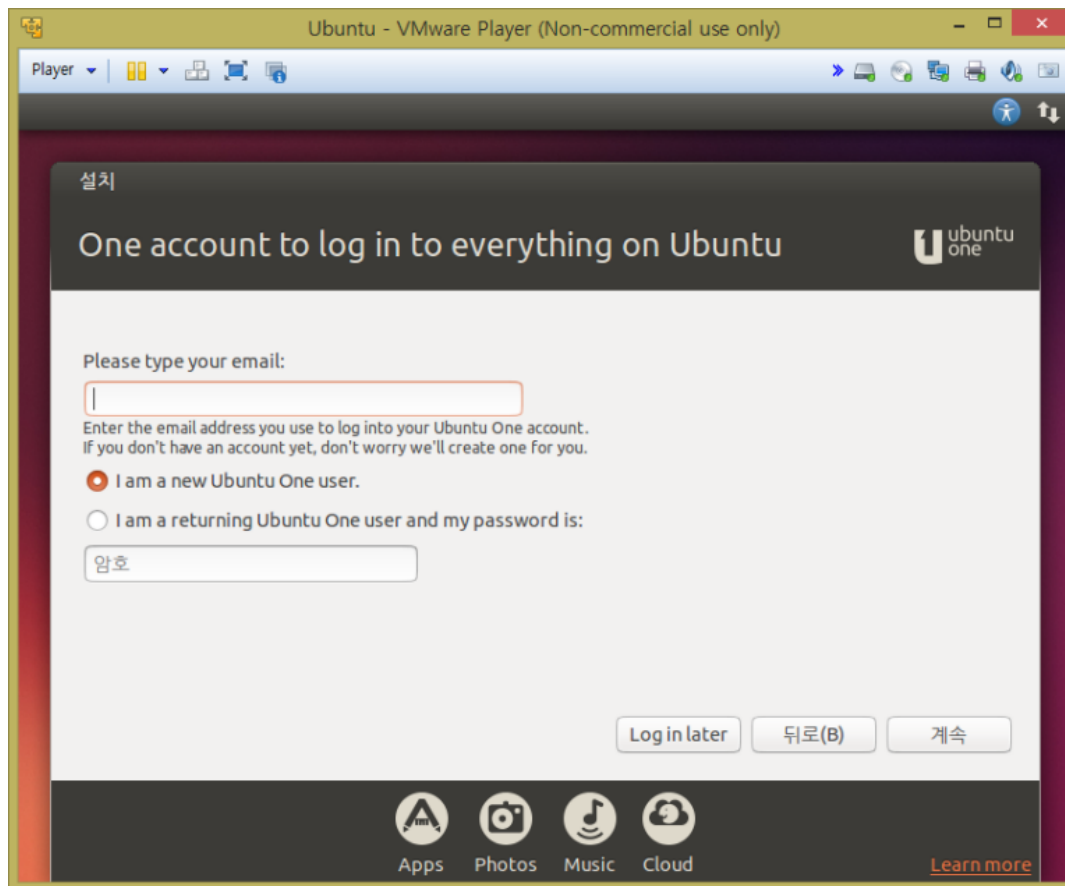 Ubuntu - VMware Player (Non-commercial use only)
Player
설치
One account to log in to everything on Ubuntu
ubuntu
one
Please type your email:
Enter the email address you use to log into your Ubuntu One account.
If you don't have an account yet, don't worry we'll create one for you.
I am a new Ubuntu One user.
I am a returning Ubuntu One user and my password is:
암호
Log in later 뒤로(B) 계속
Apps Photos Music Cloud
Learn more